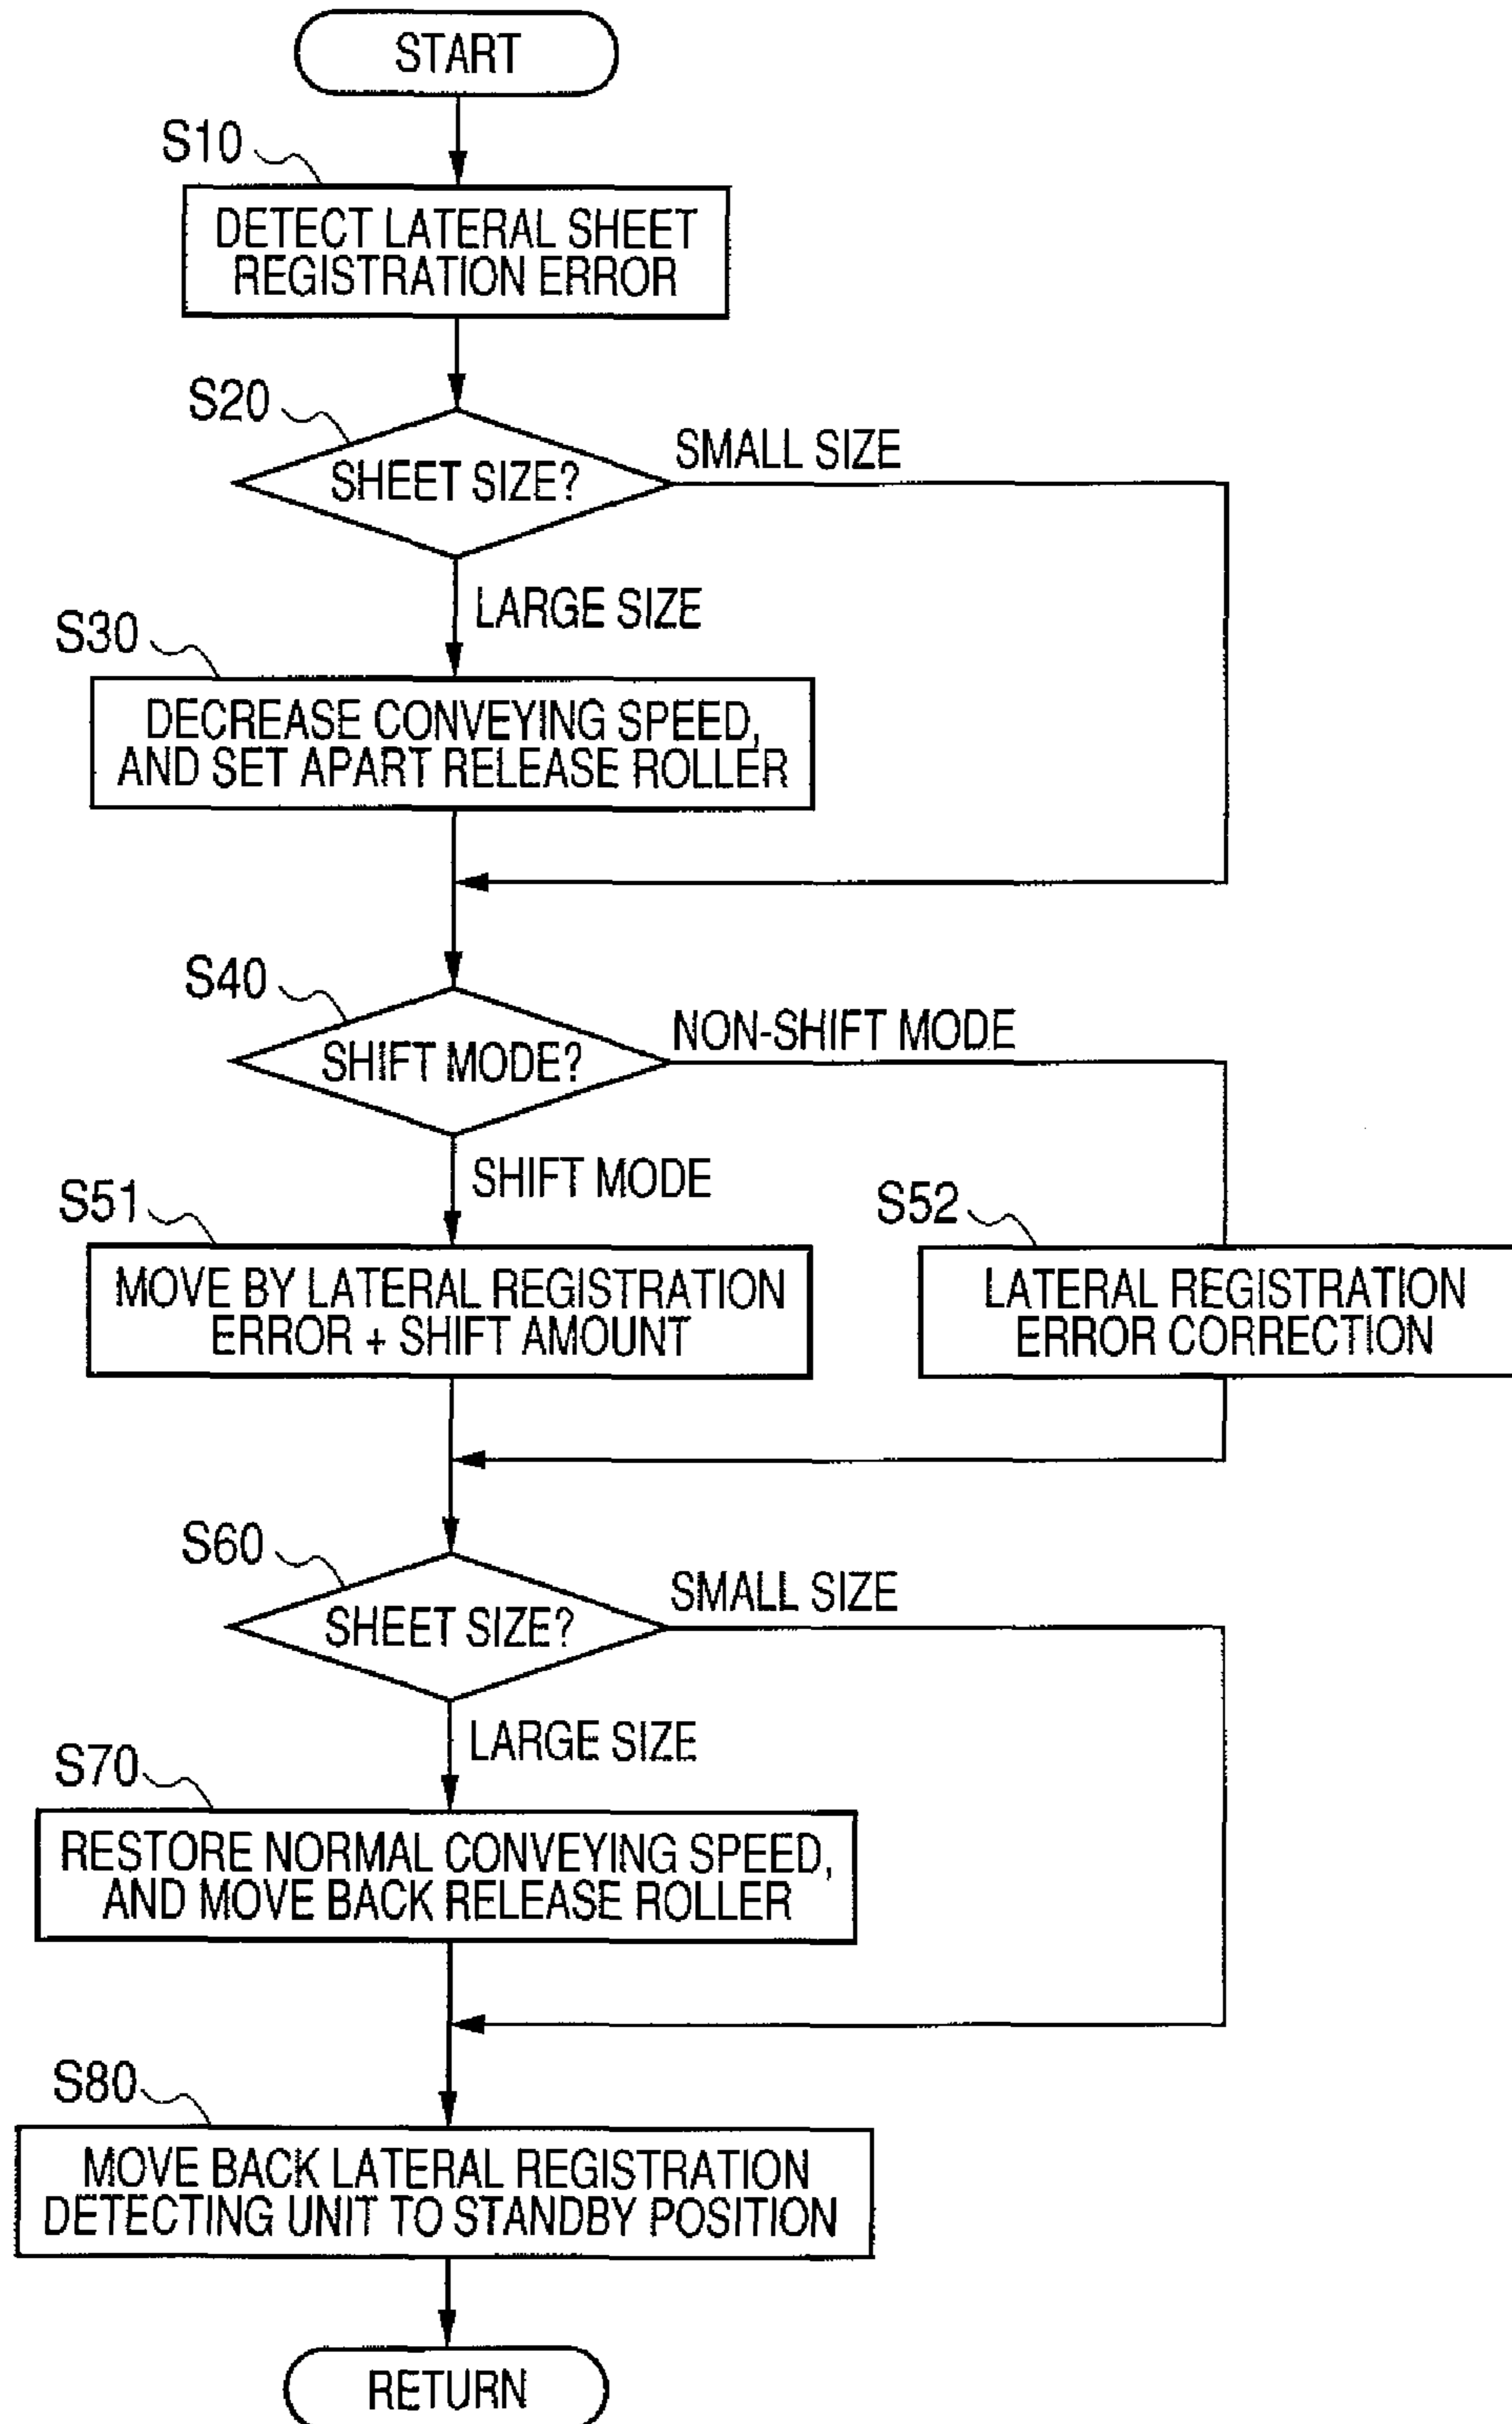 START
S10
DETECT LATERAL SHEET
REGISTRATION ERROR
S20
SMALL SIZE
SHEET SIZE?
LARGE SIZE
S30
DECREASE CONVEYING SPEED,
AND SET APART RELEASE ROLLER
S40
NON-SHIFT MODE
SHIFT MODE?
SHIFT MODE
S51
MOVE BY LATERAL REGISTRATION
ERROR + SHIFT AMOUNT
S52
LATERAL REGISTRATION
ERROR CORRECTION
S60
SMALL SIZE
SHEET SIZE?
LARGE SIZE
S70
RESTORE NORMAL CONVEYING SPEED,
AND MOVE BACK RELEASE ROLLER
S80
MOVE BACK LATERAL REGISTRATION
DETECTING UNIT TO STANDBY POSITION
RETURN